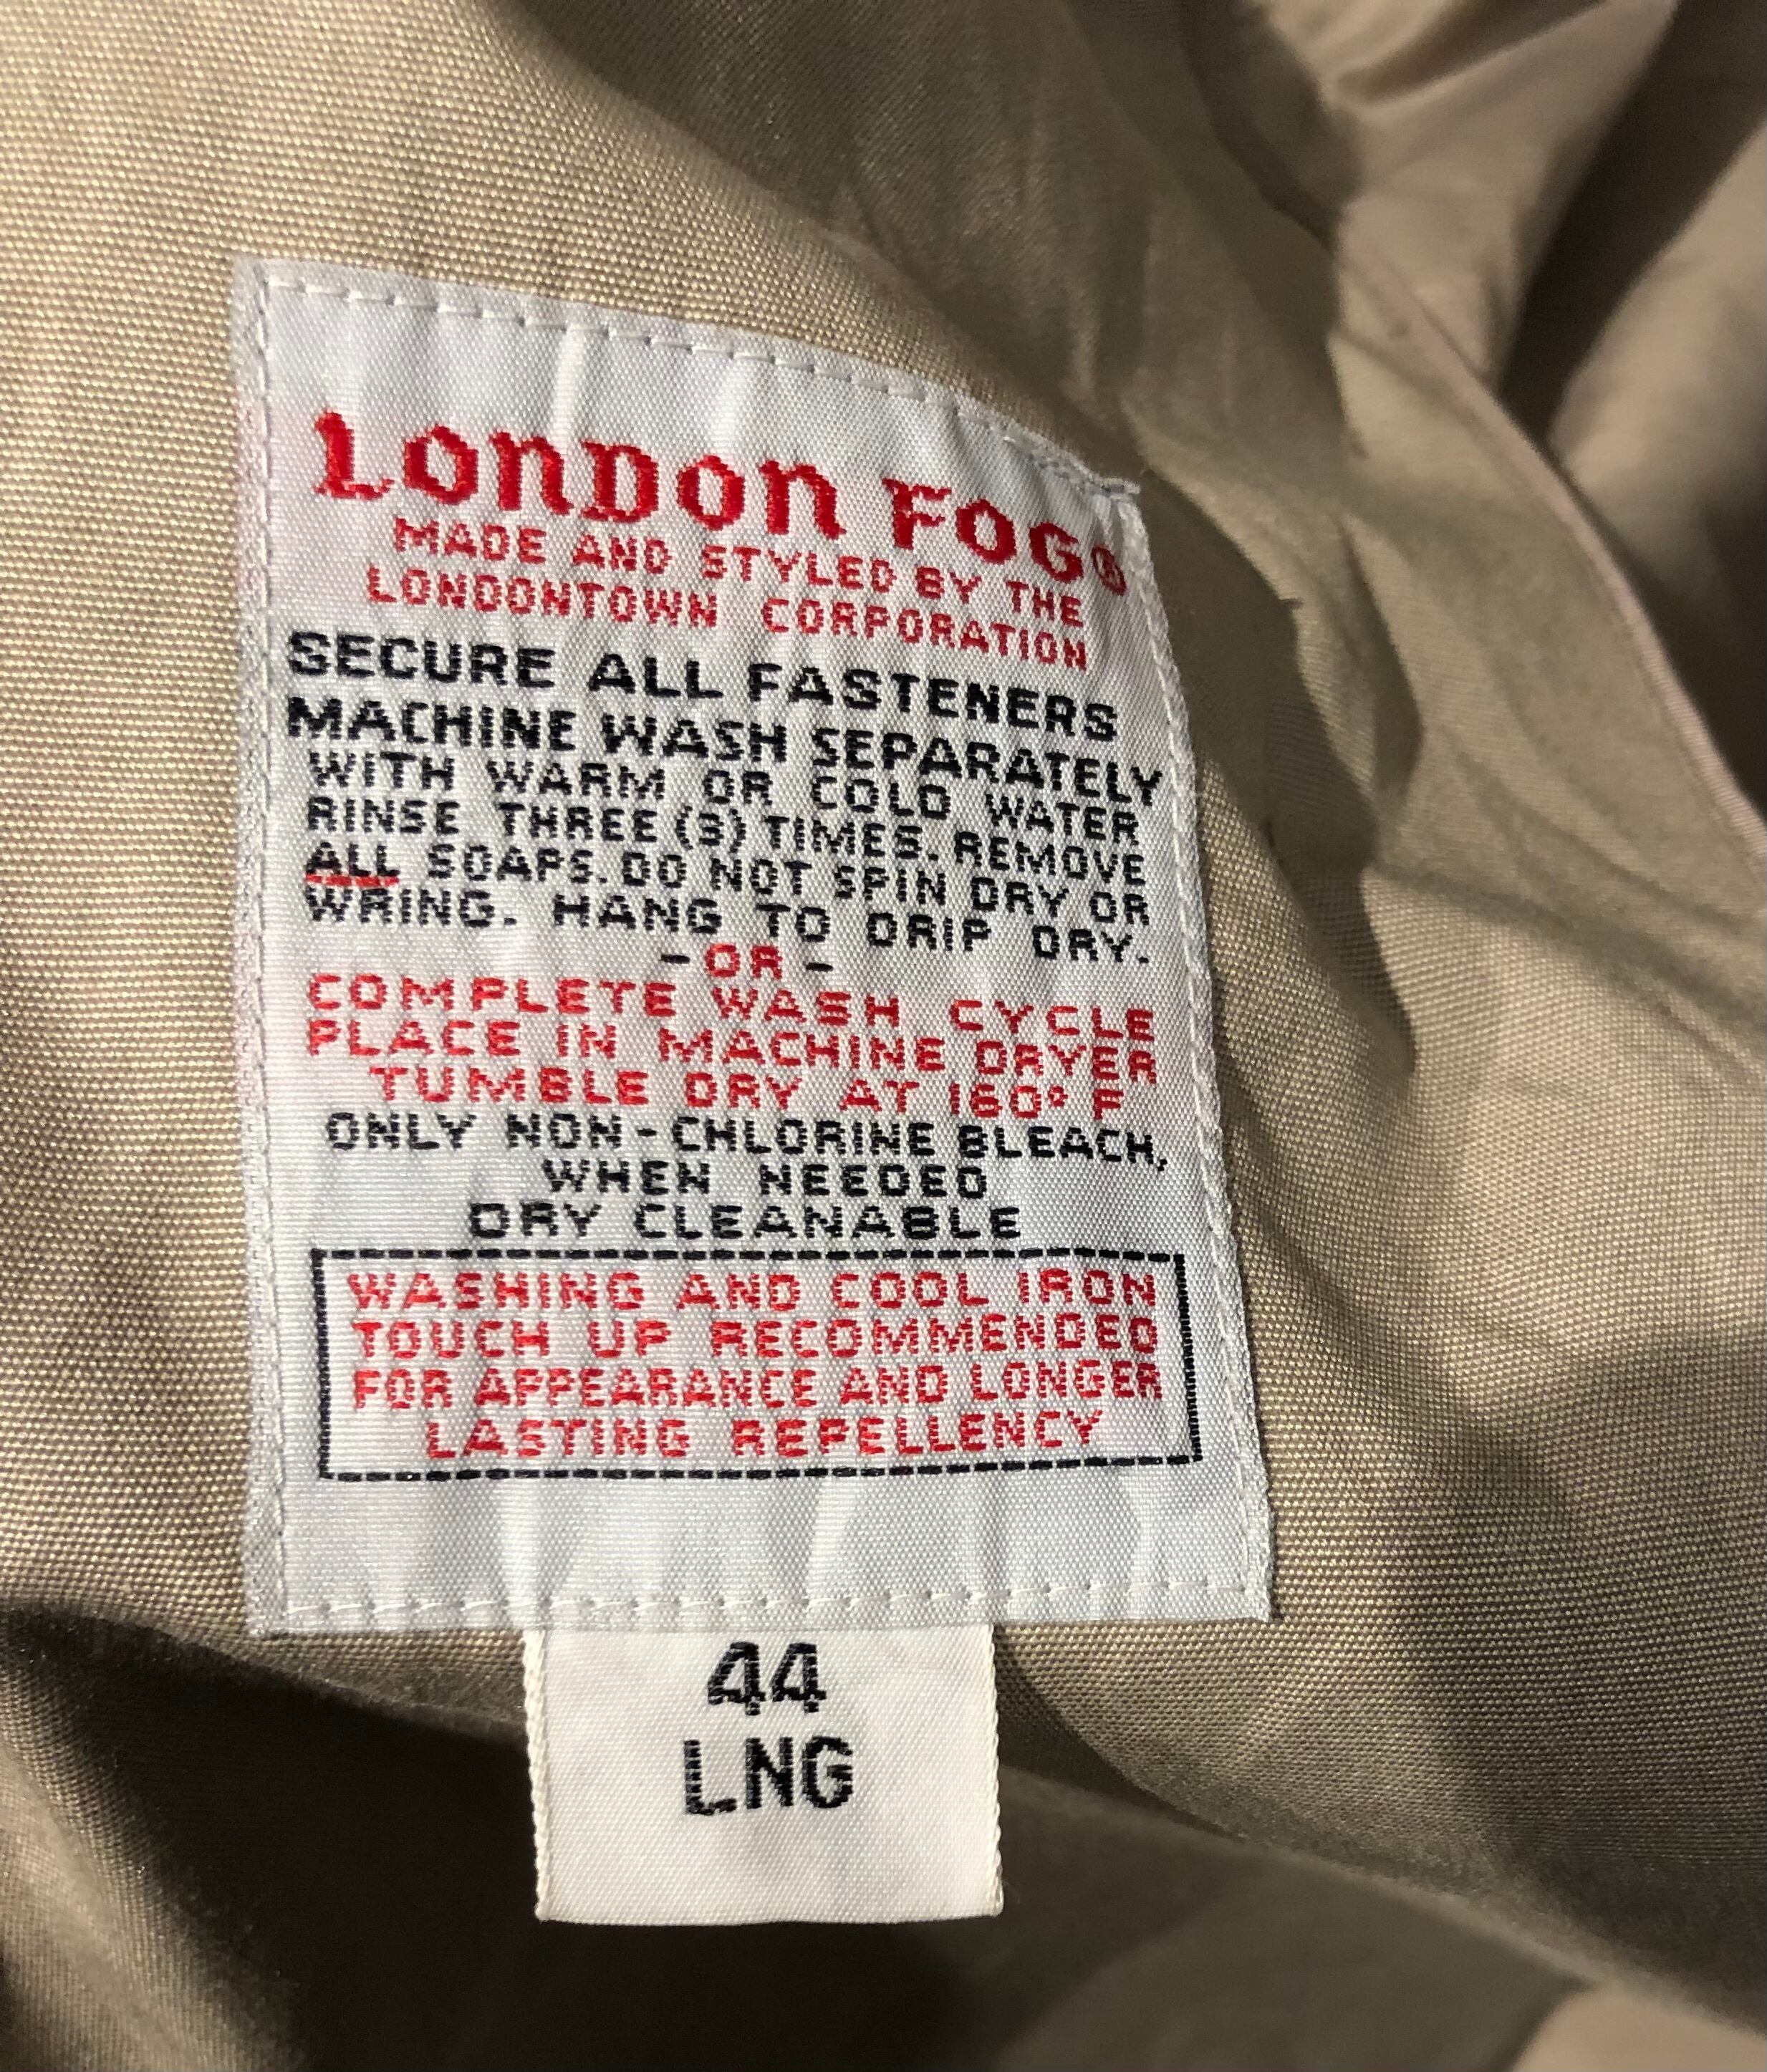 LONDON FOG®
MADE AND STYLED BY THE
LONDONTOWN CORPORATION
SECURE ALL FASTENERS
MACHINE WASH SEPARATELY
WITH WARM OR COLD WATER
RINSE THREE (3) TIMES. REMOVE
ALL SOAPS. DO NOT SPIN DRY OR
WRING. HANG TO DRIP DRY.
-OR-
COMPLETE WASH CYCLE
PLACE IN MACHINE DRYER
TUMBLE DRY AT 160° F
ONLY NON-CHLORINE BLEACH,
WHEN NEEDED
DRY CLEANABLE
WASHING AND COOL IRON
TOUCH UP RECOMMENDED
FOR APPEARANCE AND LONGER
LASTING REPELLENCY
44
LNG